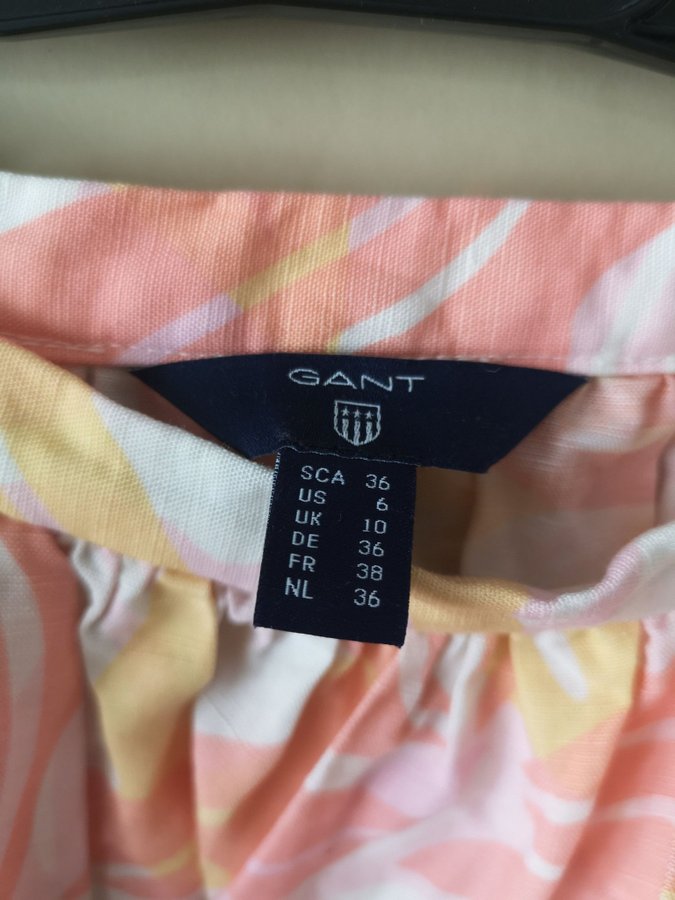 GANT
SCA 36
US 6
UK 10
DE 36
FR 38
NL 36